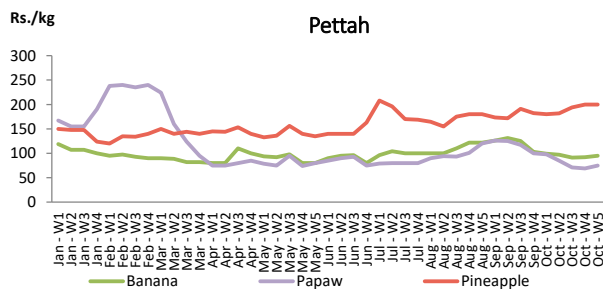 Rs./kg
Pettah
300
250
200
150
100
50
0
Jan - W1
Jan - W2
Jan - W3
Jan - W4
Feb - W1
Feb - W2
Feb - W3
Feb - W4
Mar - W1
Mar - W2
Mar - W3
Mar - W4
Apr - W1
Apr - W2
Apr - W3
Apr - W4
May - W1
May - W2
May - W3
May - W4
May - W5
Jun - W1
Jun - W2
Jun - W3
Jun - W4
Jul - W1
Jul - W2
Jul - W3
Jul - W4
Aug - W1
Aug - W2
Aug - W3
Aug - W4
Aug - W5
Sep - W1
Sep - W2
Sep - W3
Sep - W4
Oct - W1
Oct - W2
Oct - W3
Oct - W4
Oct - W5
Banana
Papaw
Pineapple